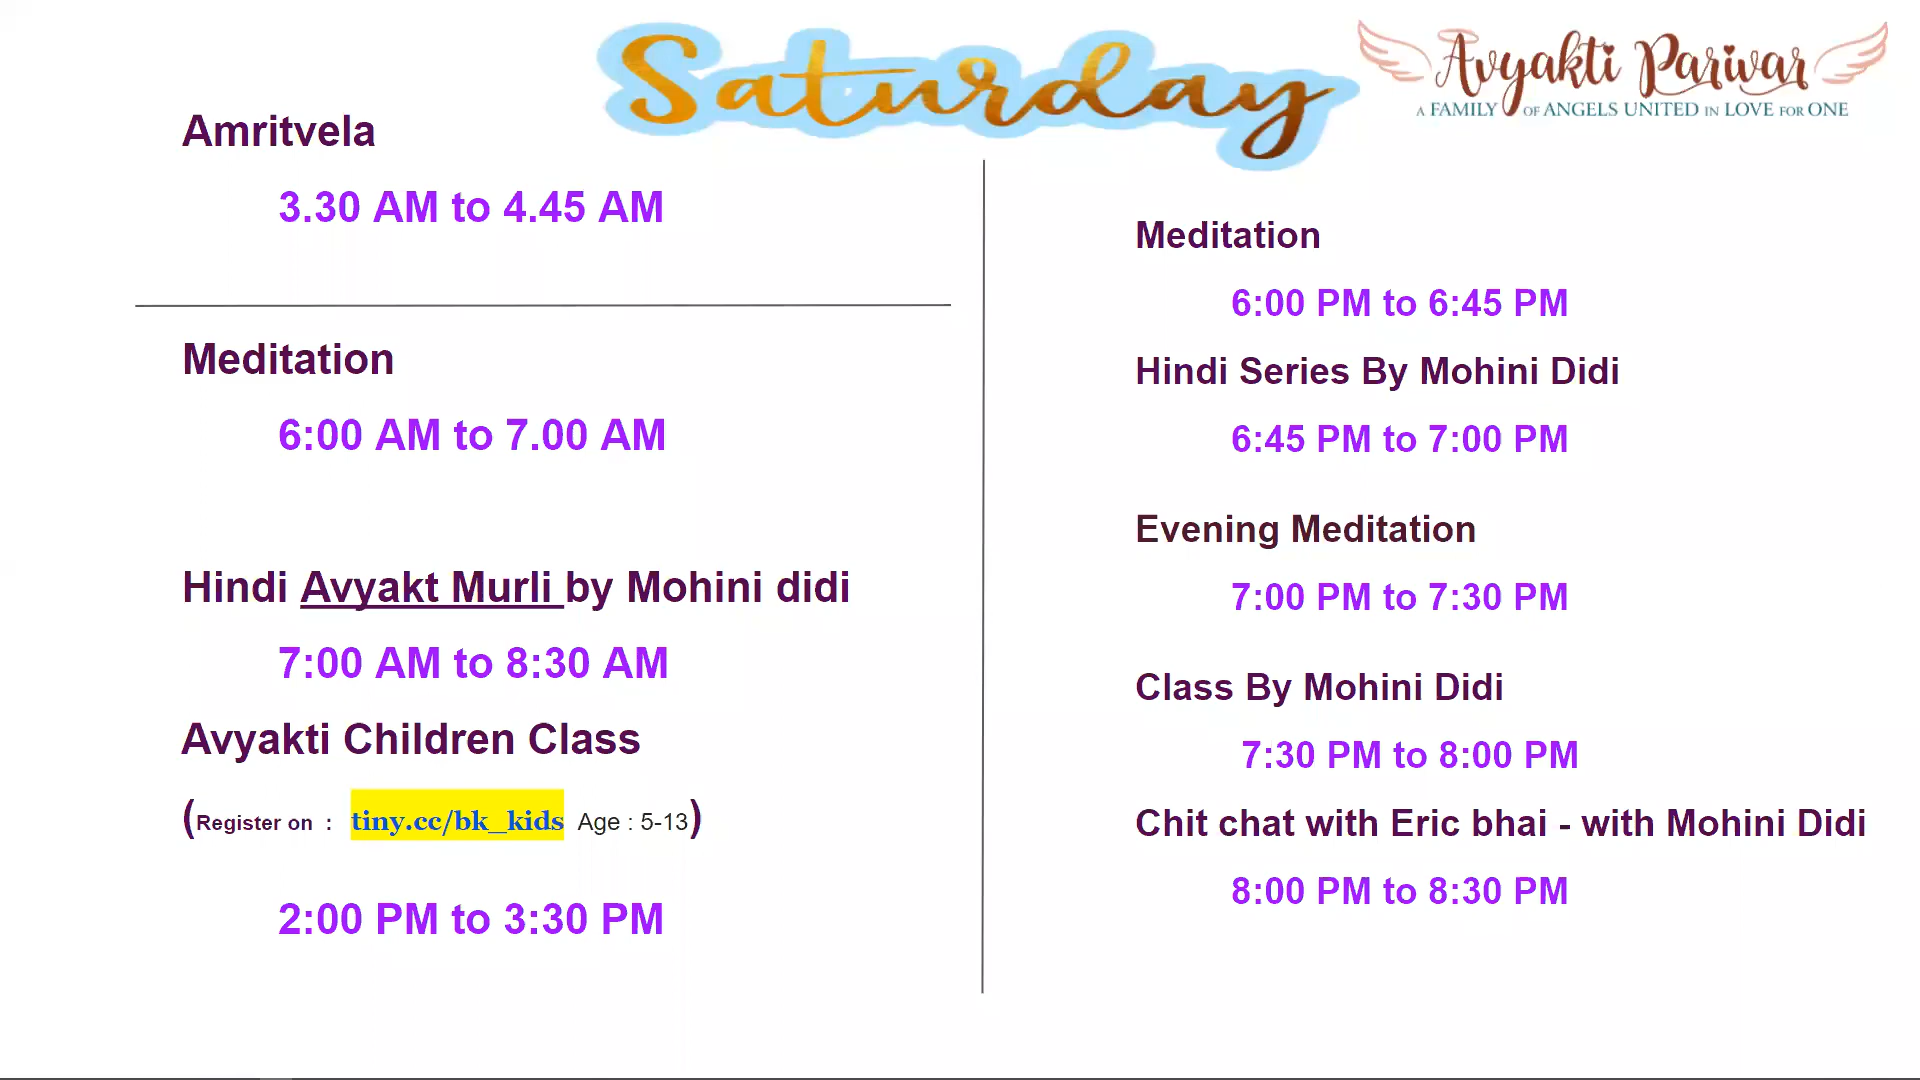 Saturday
Avyakti Parivar
A FAMILY OF ANGELS UNITED IN LOVE FOR ONE
Amritvela
3.30 AM to 4.45 AM
Meditation
6:00 AM to 7.00 AM
Hindi Avyakt Murli by Mohini didi
7:00 AM to 8:30 AM
Avyakti Children Class
(Register on : tiny.cc/bk_kids Age : 5-13)
2:00 PM to 3:30 PM
Meditation
6:00 PM to 6:45 PM
Hindi Series By Mohini Didi
6:45 PM to 7:00 PM
Evening Meditation
7:00 PM to 7:30 PM
Class By Mohini Didi
7:30 PM to 8:00 PM
Chit chat with Eric bhai - with Mohini Didi
8:00 PM to 8:30 PM